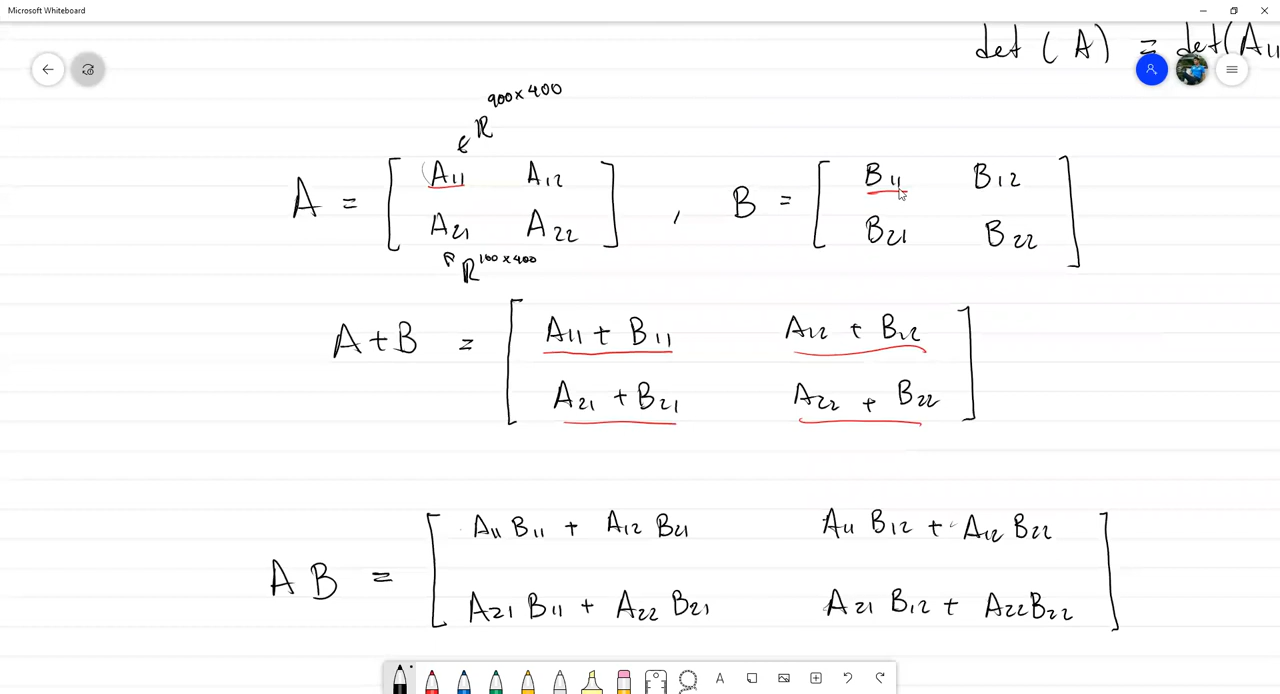 Microsoft Whiteboard
det (A) = det(A11
∈ R^900×400
A = [ A11 A12 , B = [ B11 B12
A21 A22 ] B21 B22 ]
∈ R^100×400
A+B = [ A11 + B11 A12 + B12
A21 + B21 A22 + B22 ]
AB = [ A11 B11 + A12 B21 A11 B12 + A12 B22
A21 B11 + A22 B21 A21 B12 + A22 B22 ]
A